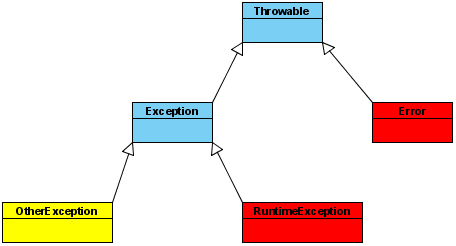 Throwable
Exception
Error
OtherException
RuntimeException